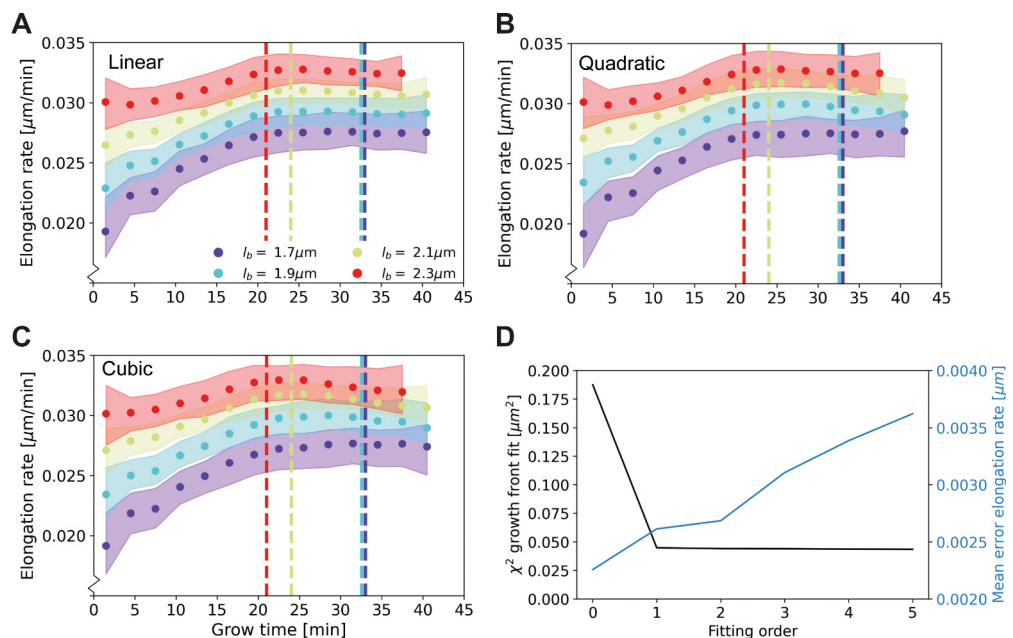 A
Linear
Elongation rate [μm/min]
0.035
0.030
0.025
0.020
0 5 10 15 20 25 30 35 40 45
l_b = 1.7μm
l_b = 1.9μm
l_b = 2.1μm
l_b = 2.3μm
B
Quadratic
Elongation rate [μm/min]
0.035
0.030
0.025
0.020
0 5 10 15 20 25 30 35 40 45
C
Cubic
Elongation rate [μm/min]
0.035
0.030
0.025
0.020
0 5 10 15 20 25 30 35 40 45
Grow time [min]
D
χ² growth front fit [μm²]
0.200
0.175
0.150
0.125
0.100
0.075
0.050
0.025
0.000
0 1 2 3 4 5
Fitting order
0.0040
0.0035
0.0030
0.0025
0.0020
Mean error elongation rate [μm]